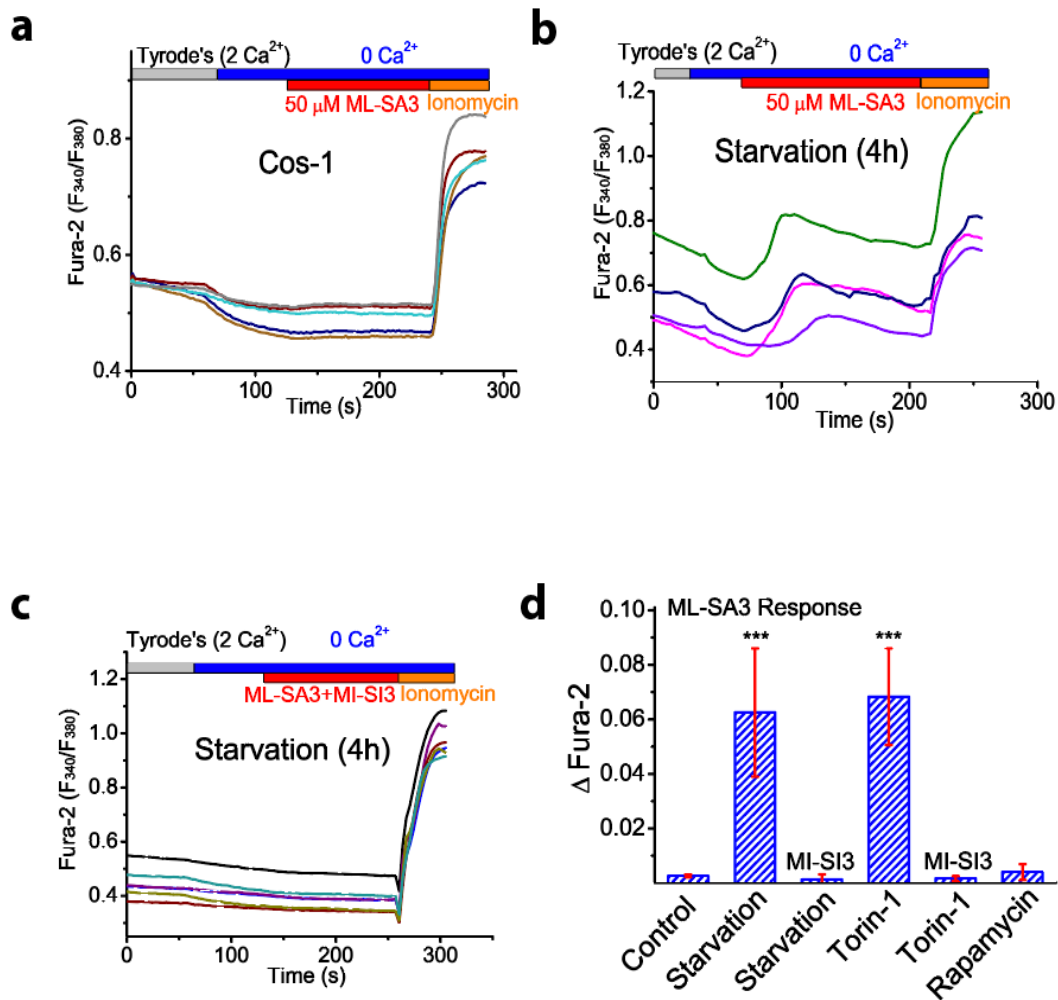 a
Tyrode's (2 Ca²⁺)
0 Ca²⁺
50 μM ML-SA3
Ionomycin
Cos-1
Fura-2 (F₃₄₀/F₃₈₀)
0.8
0.6
0.4
0
100
200
300
Time (s)
b
Tyrode's (2 Ca²⁺)
0 Ca²⁺
50 μM ML-SA3
Ionomycin
Starvation (4h)
Fura-2 (F₃₄₀/F₃₈₀)
1.2
1.0
0.8
0.6
0.4
0
100
200
300
Time (s)
c
Tyrode's (2 Ca²⁺)
0 Ca²⁺
ML-SA3+MI-SI3
Ionomycin
Starvation (4h)
Fura-2 (F₃₄₀/F₃₈₀)
1.2
1.0
0.8
0.6
0.4
0
100
200
300
400
500
Time (s)
d
ML-SA3 Response
***
***
MI-SI3
MI-SI3
Δ Fura-2
0.10
0.08
0.06
0.04
0.02
Control
Starvation
Starvation
Torin-1
Torin-1
Rapamycin